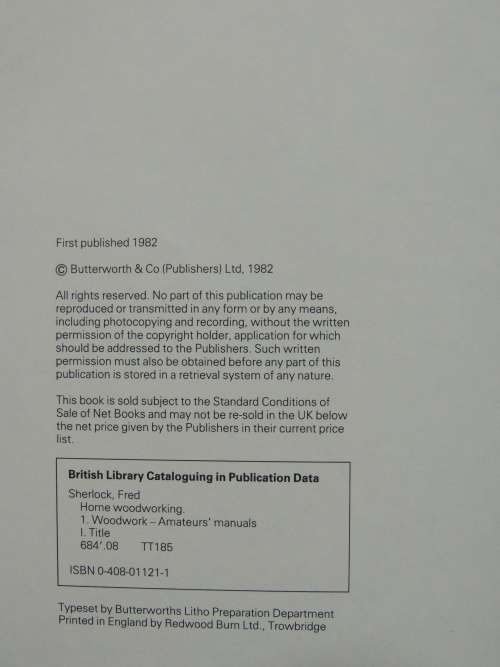 First published 1982
© Butterworth & Co (Publishers) Ltd, 1982
All rights reserved. No part of this publication may be
reproduced or transmitted in any form or by any means,
including photocopying and recording, without the written
permission of the copyright holder, application for which
should be addressed to the Publishers. Such written
permission must also be obtained before any part of this
publication is stored in a retrieval system of any nature.
This book is sold subject to the Standard Conditions of
Sale of Net Books and may not be re-sold in the UK below
the net price given by the Publishers in their current price
list.
British Library Cataloguing in Publication Data
Sherlock, Fred
Home woodworking.
1. Woodwork – Amateurs' manuals
I. Title
684'.08 TT185
ISBN 0-408-01121-1
Typeset by Butterworths Litho Preparation Department
Printed in England by Redwood Burn Ltd., Trowbridge